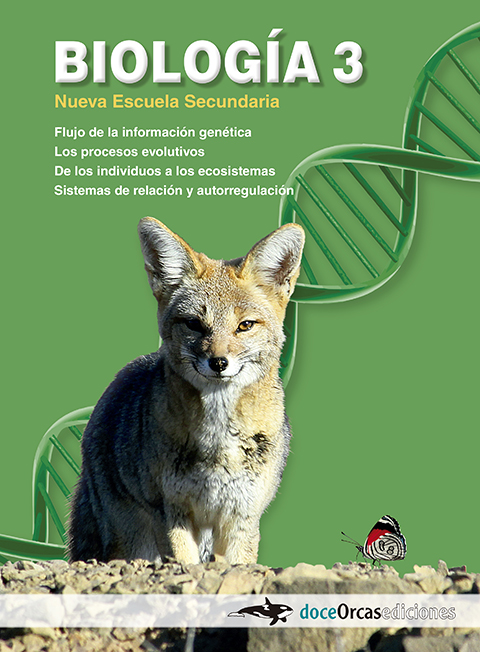 BIOLOGÍA 3
Nueva Escuela Secundaria
Flujo de la información genética
Los procesos evolutivos
De los individuos a los ecosistemas
Sistemas de relación y autorregulación
doceOrcasediciones